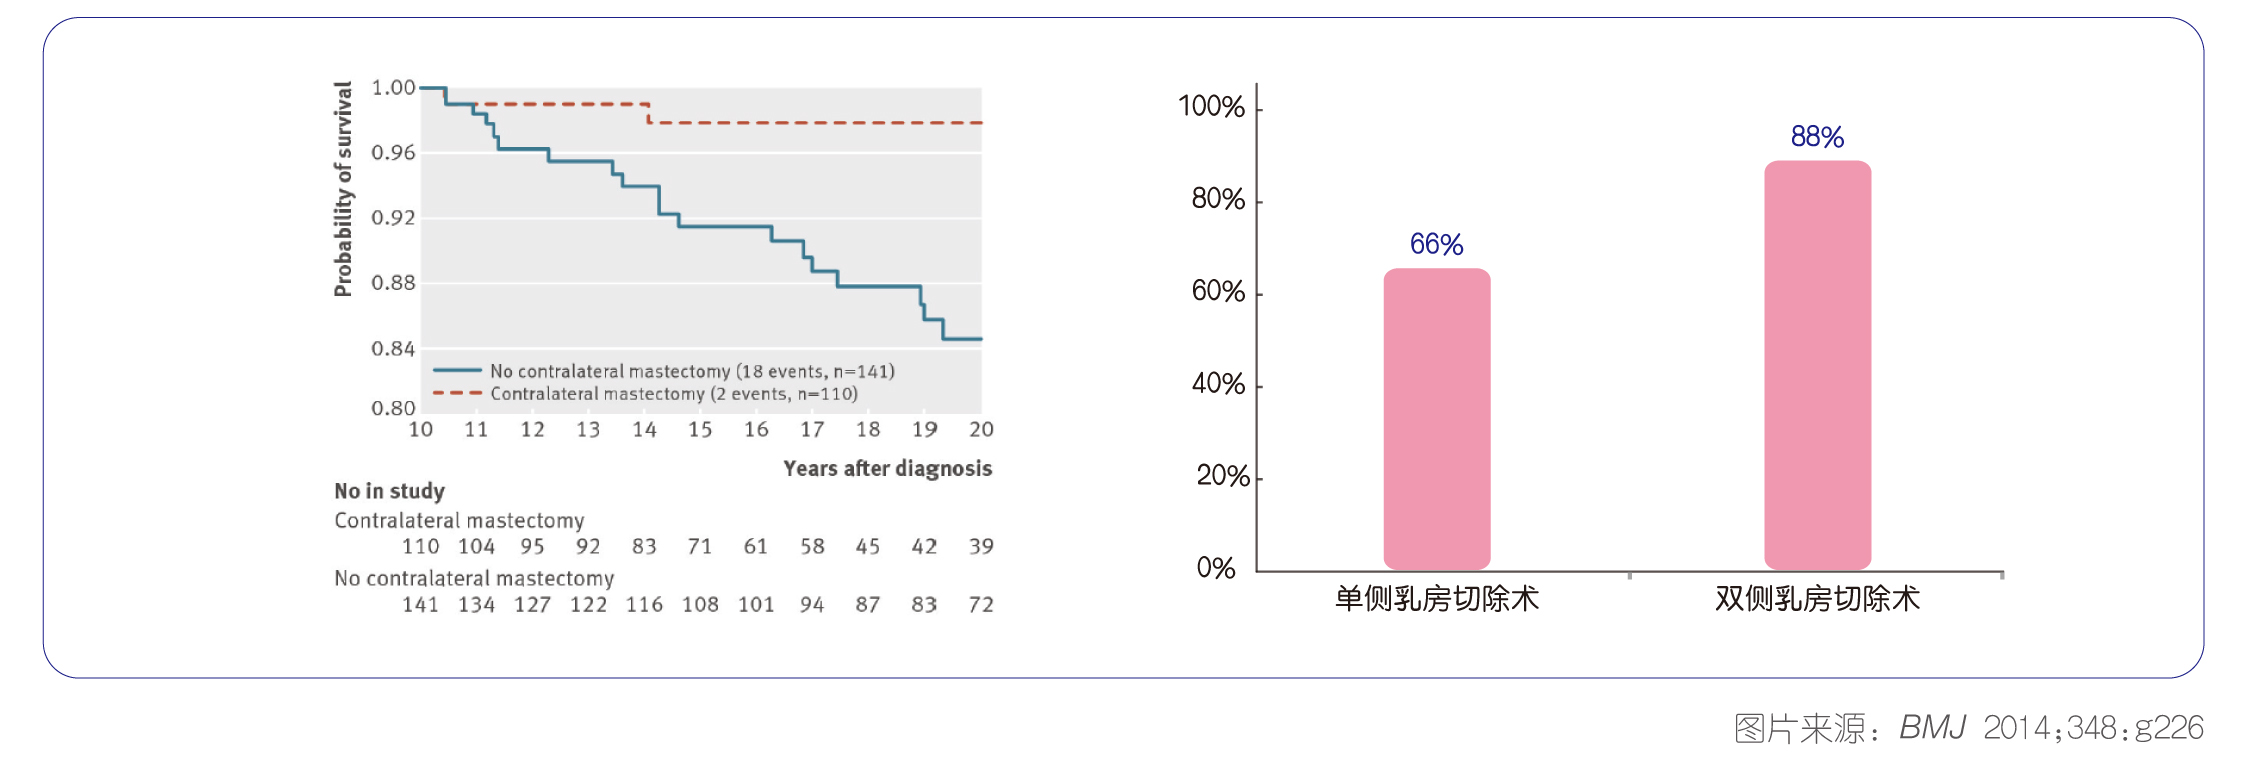 Probability of survival
1.00
0.96
0.92
0.88
0.84
0.80
No contralateral mastectomy (18 events, n=141)
Contralateral mastectomy (2 events, n=110)
10 11 12 13 14 15 16 17 18 19 20
Years after diagnosis
No in study
Contralateral mastectomy
110 104 95 92 83 71 61 58 45 42 39
No contralateral mastectomy
141 134 127 122 116 108 101 94 87 83 72
100%
80%
60%
40%
20%
0%
66%
88%
单侧乳房切除术
双侧乳房切除术
图片来源：BMJ 2014;348:g226